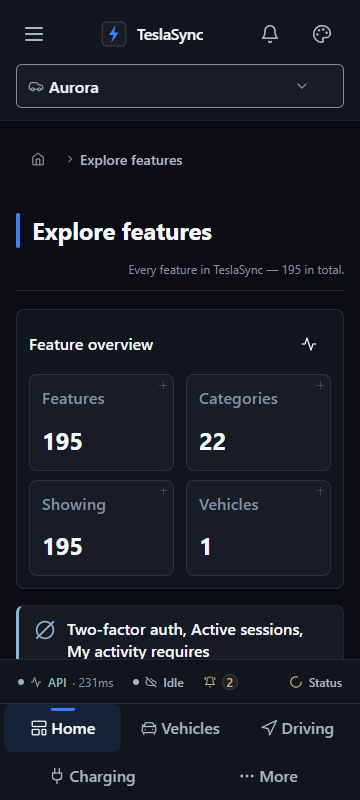 TeslaSync
Aurora
Explore features
Explore features
Every feature in TeslaSync — 195 in total.
Feature overview
Features
195
Categories
22
Showing
195
Vehicles
1
Two-factor auth, Active sessions,
My activity requires
API · 231ms
Idle
2
Status
Home
Vehicles
Driving
Charging
More